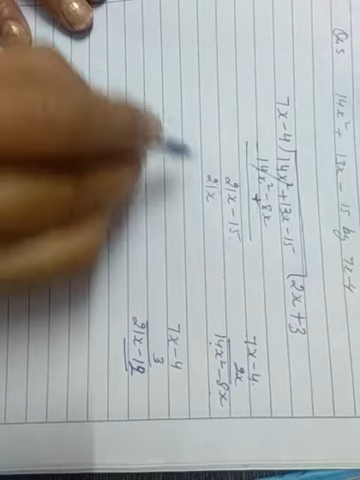 Ques 14x² + 13x - 15 by 7x-4
7x-4) 14x²+13x-15 (2x+3
14x²-8x
+
21x-15
21x
7x-4
2x
14x²-8x
7x-4
3
21x-12